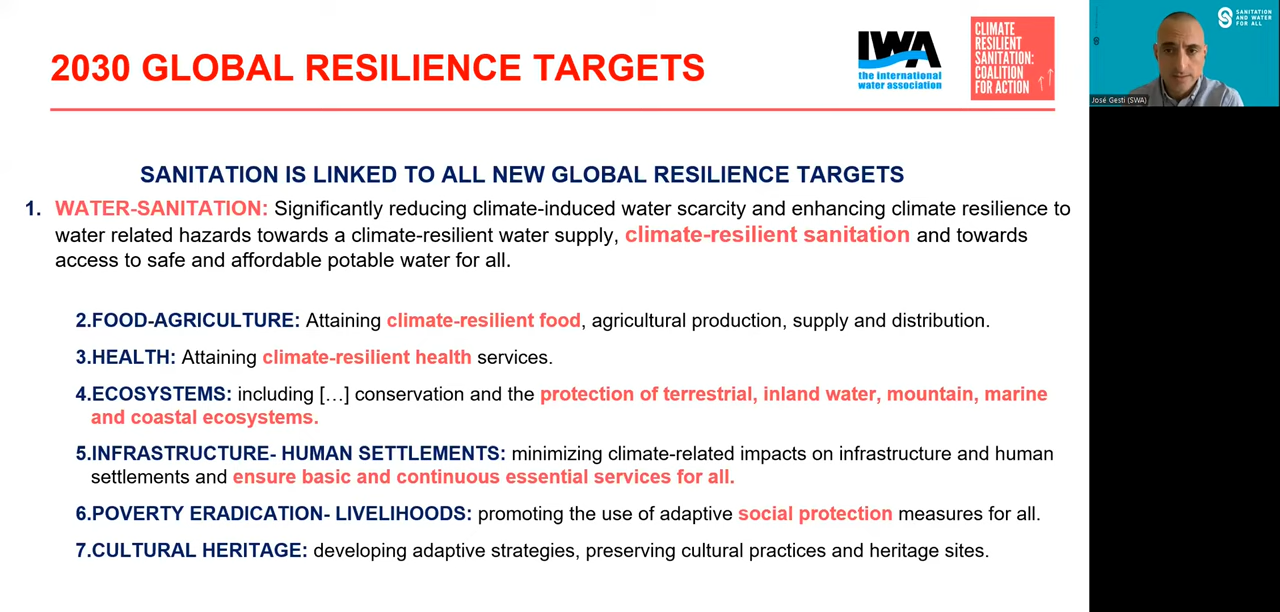 2030 GLOBAL RESILIENCE TARGETS
IWA
the international
water association
CLIMATE
RESILIENT
SANITATION:
COALITION
FOR ACTION
SANITATION
AND WATER
FOR ALL
José Gesti (SWA)
SANITATION IS LINKED TO ALL NEW GLOBAL RESILIENCE TARGETS
1. WATER-SANITATION: Significantly reducing climate-induced water scarcity and enhancing climate resilience to
water related hazards towards a climate-resilient water supply, climate-resilient sanitation and towards
access to safe and affordable potable water for all.
2.FOOD-AGRICULTURE: Attaining climate-resilient food, agricultural production, supply and distribution.
3.HEALTH: Attaining climate-resilient health services.
4.ECOSYSTEMS: including […] conservation and the protection of terrestrial, inland water, mountain, marine
and coastal ecosystems.
5.INFRASTRUCTURE- HUMAN SETTLEMENTS: minimizing climate-related impacts on infrastructure and human
settlements and ensure basic and continuous essential services for all.
6.POVERTY ERADICATION- LIVELIHOODS: promoting the use of adaptive social protection measures for all.
7.CULTURAL HERITAGE: developing adaptive strategies, preserving cultural practices and heritage sites.